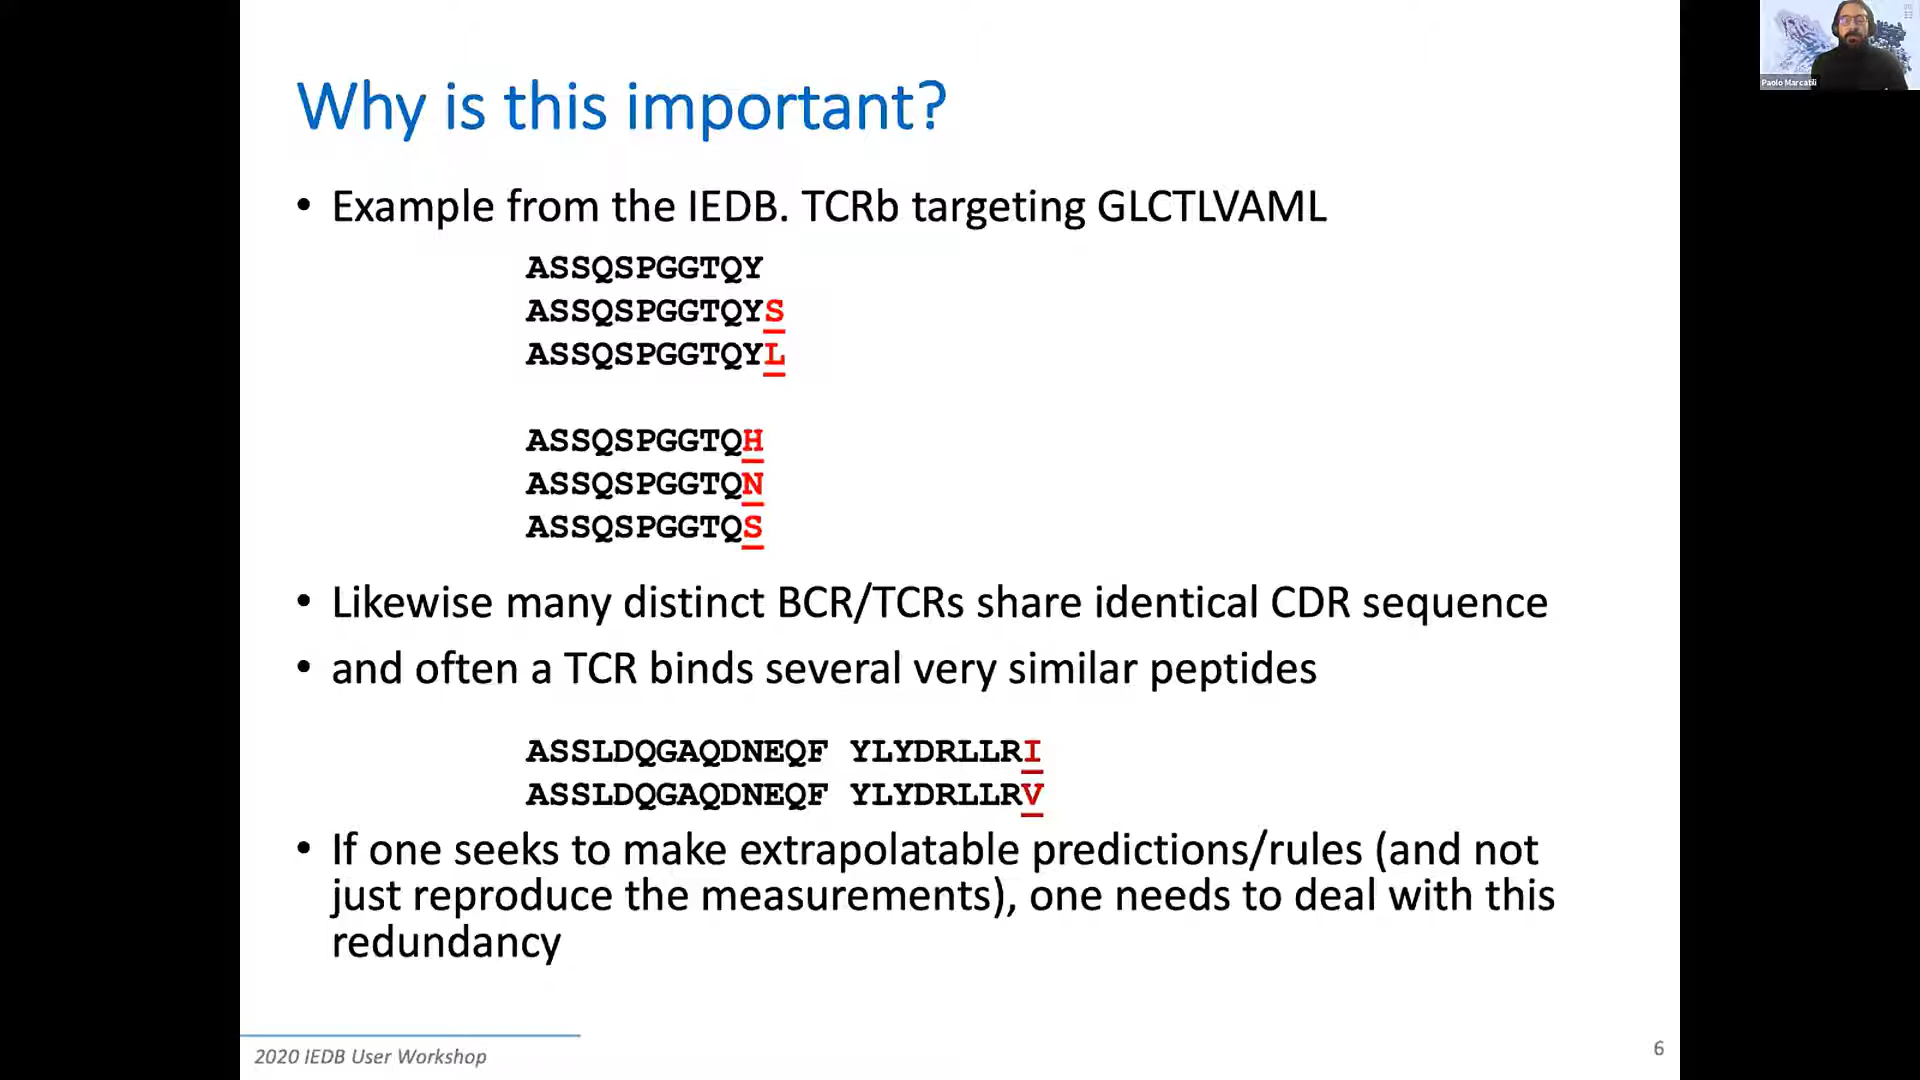 Why is this important?
• Example from the IEDB. TCRb targeting GLCTLVAML
ASSQSPGGTQY
ASSQSPGGTQYS
ASSQSPGGTQYL
ASSQSPGGTQH
ASSQSPGGTQN
ASSQSPGGTQS
• Likewise many distinct BCR/TCRs share identical CDR sequence
• and often a TCR binds several very similar peptides
ASSLDQGAQDNEQF YLYDRLLRI
ASSLDQGAQDNEQF YLYDRLLRV
• If one seeks to make extrapolatable predictions/rules (and not
just reproduce the measurements), one needs to deal with this
redundancy
2020 IEDB User Workshop
6
Paolo Marcatili